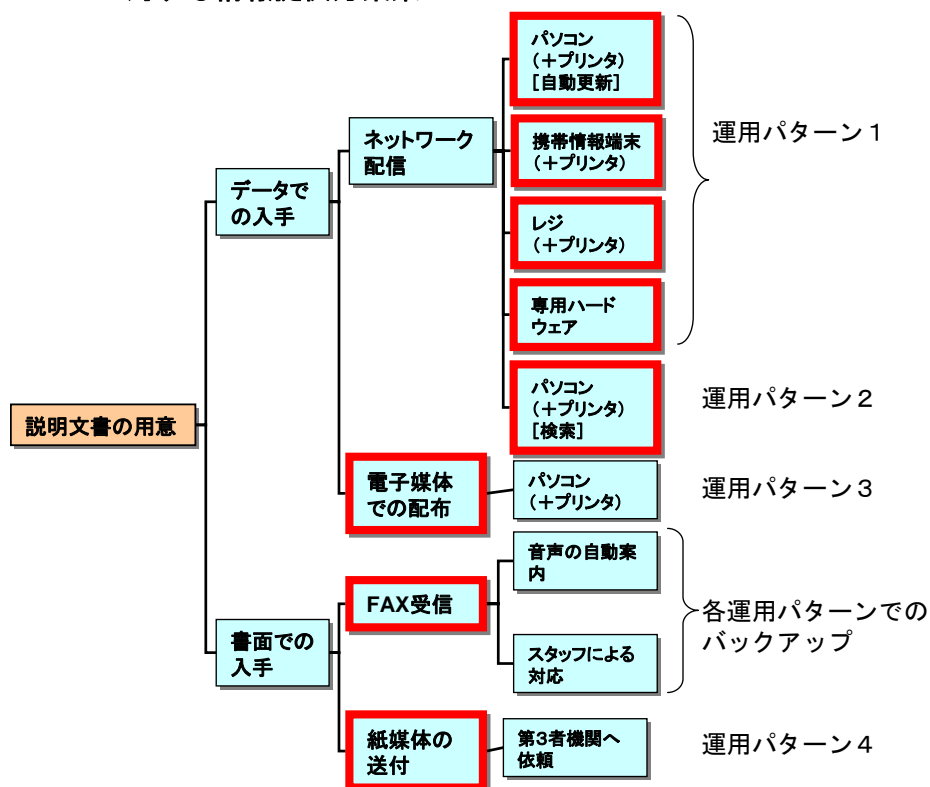 パソコン
(＋プリンタ)
[自動更新]
運用パターン１
ネットワーク
配信
携帯情報端末
(＋プリンタ)
データで
の入手
レジ
(＋プリンタ)
専用ハード
ウェア
パソコン
(＋プリンタ)
[検索]
運用パターン２
説明文書の用意
電子媒体
での配布
パソコン
(＋プリンタ)
運用パターン３
音声の自動案
内
FAX受信
各運用パターンでの
バックアップ
書面での
入手
スタッフによる
対応
紙媒体の
送付
第3者機関へ
依頼
運用パターン４